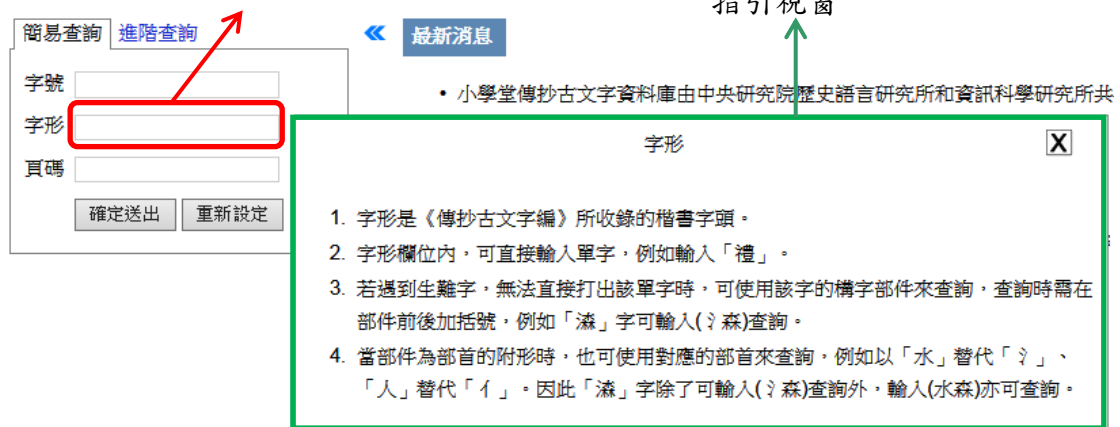 指引視窗
簡易查詢 進階查詢
最新消息
字號
字形
頁碼
確定送出 重新設定
• 小學堂傳抄古文字資料庫由中央研究院歷史語言研究所和資訊科學研究所共
字形 X
1. 字形是《傳抄古文字編》所收錄的楷書字頭。
2. 字形欄位內，可直接輸入單字，例如輸入「禮」。
3. 若遇到生難字，無法直接打出該單字時，可使用該字的構字部件來查詢，查詢時需在
部件前後加括號，例如「潹」字可輸入(氵森)查詢。
4. 當部件為部首的附形時，也可使用對應的部首來查詢，例如以「水」替代「氵」、
「人」替代「亻」。因此「潹」字除了可輸入(氵森)查詢外，輸入(水森)亦可查詢。